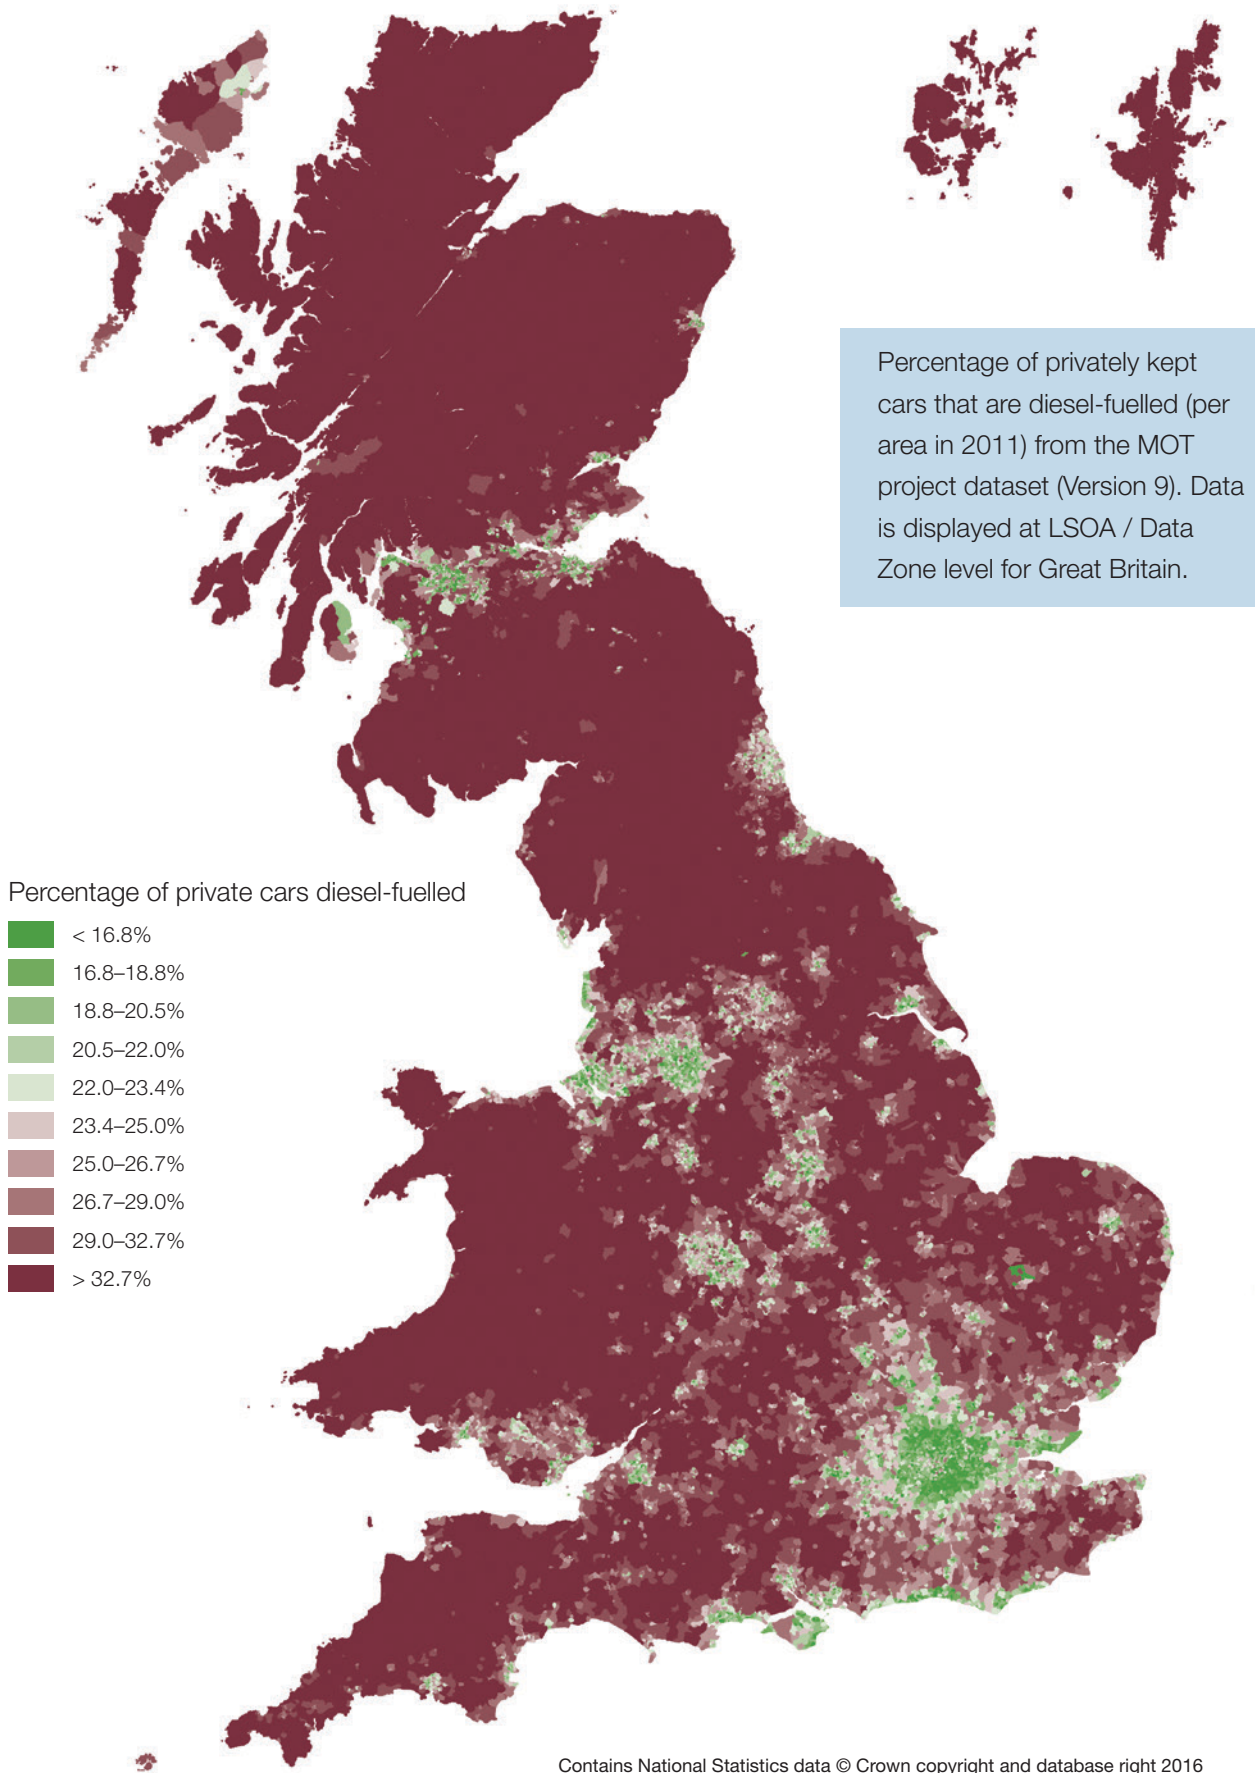 Percentage of privately kept
cars that are diesel-fuelled (per
area in 2011) from the MOT
project dataset (Version 9). Data
is displayed at LSOA / Data
Zone level for Great Britain.
Percentage of private cars diesel-fuelled
< 16.8%
16.8–18.8%
18.8–20.5%
20.5–22.0%
22.0–23.4%
23.4–25.0%
25.0–26.7%
26.7–29.0%
29.0–32.7%
> 32.7%
Contains National Statistics data © Crown copyright and database right 2016